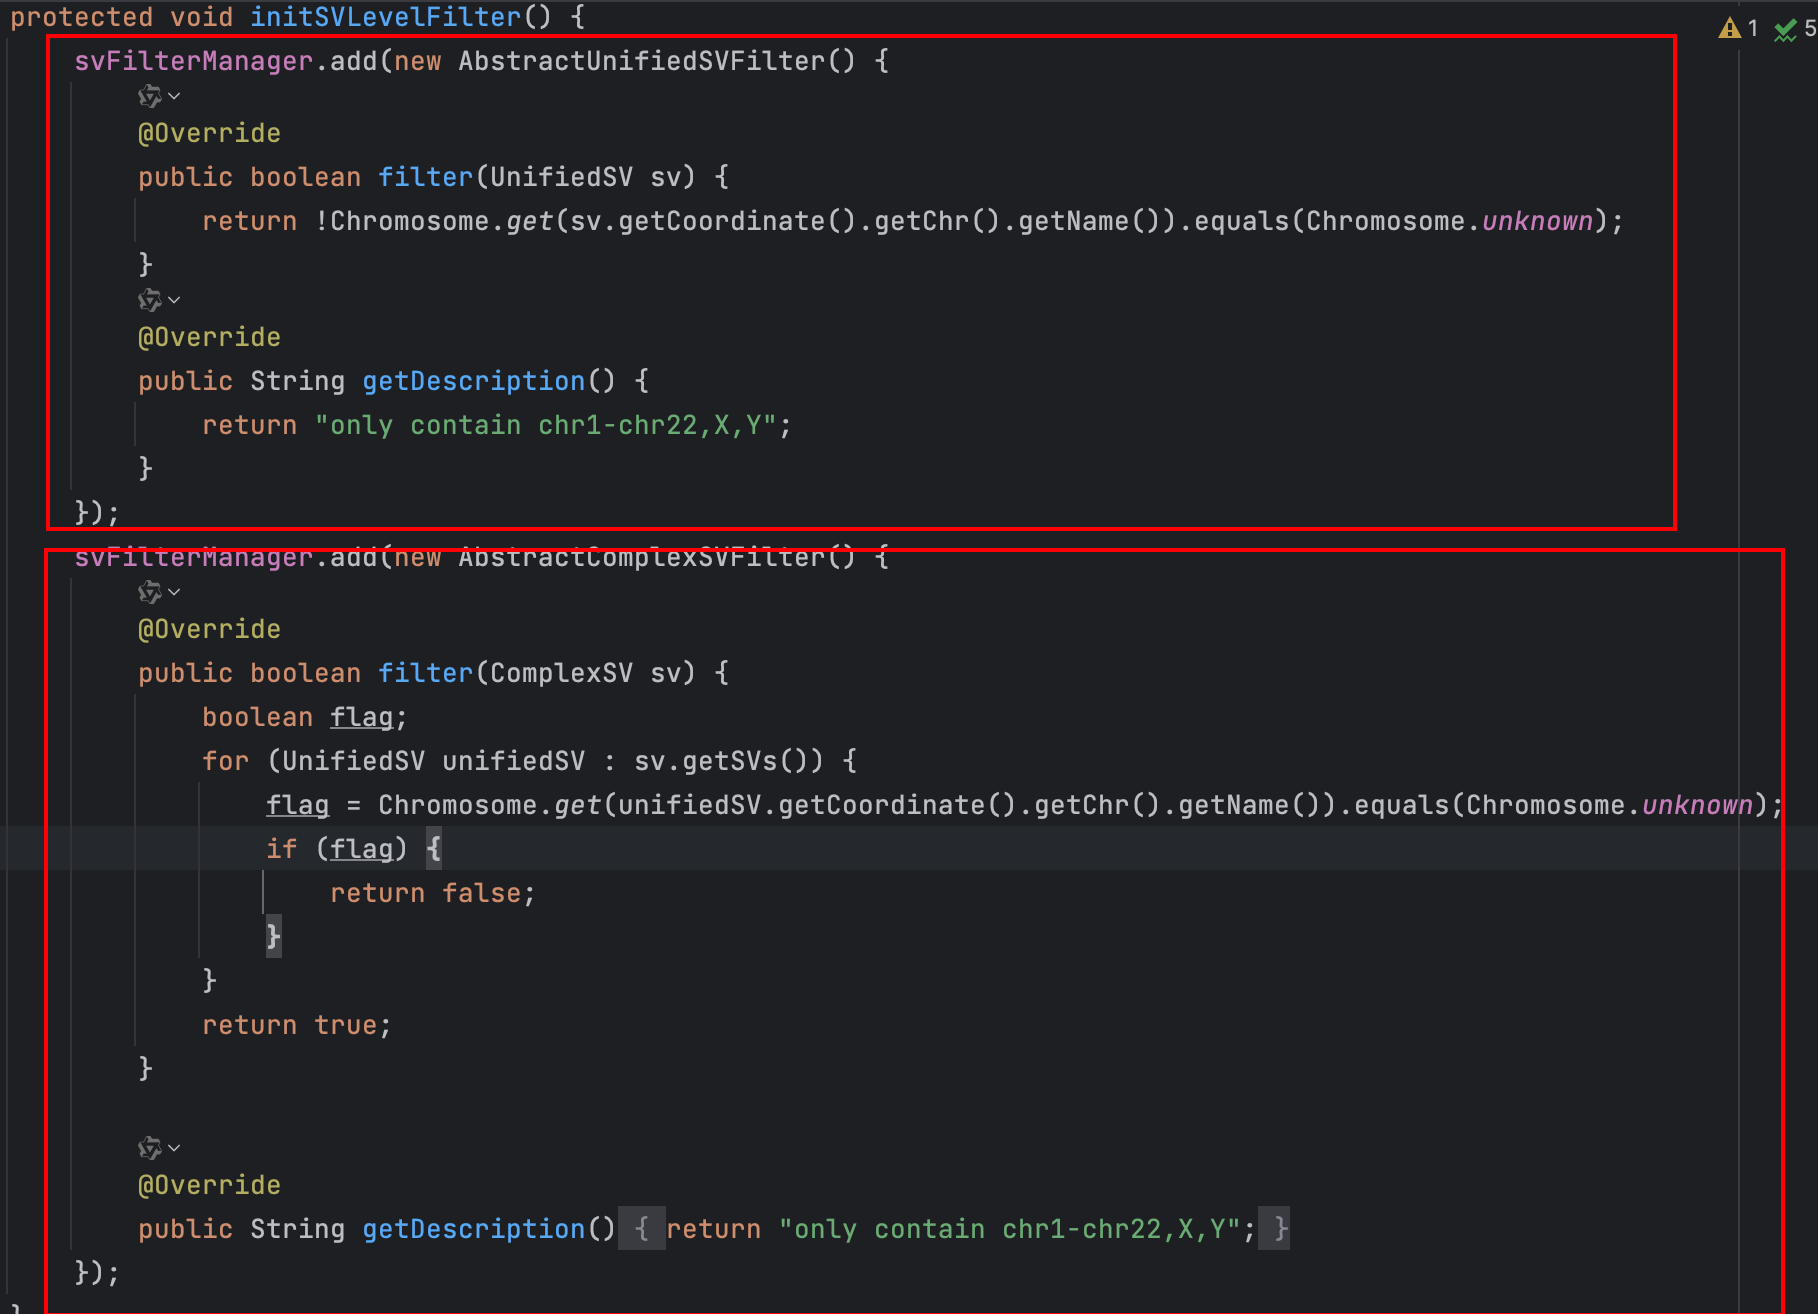 protected void initSVLevelFilter() {
1 5
svFilterManager.add(new AbstractUnifiedSVFilter() {
@Override
public boolean filter(UnifiedSV sv) {
return !Chromosome.get(sv.getCoordinate().getChr().getName()).equals(Chromosome.unknown);
}
@Override
public String getDescription() {
return "only contain chr1-chr22,X,Y";
}
});
svFilterManager.add(new AbstractComplexSVFilter() {
@Override
public boolean filter(ComplexSV sv) {
boolean flag;
for (UnifiedSV unifiedSV : sv.getSVs()) {
flag = Chromosome.get(unifiedSV.getCoordinate().getChr().getName()).equals(Chromosome.unknown);
if (flag) {
return false;
}
}
return true;
}
@Override
public String getDescription() { return "only contain chr1-chr22,X,Y"; }
});
}